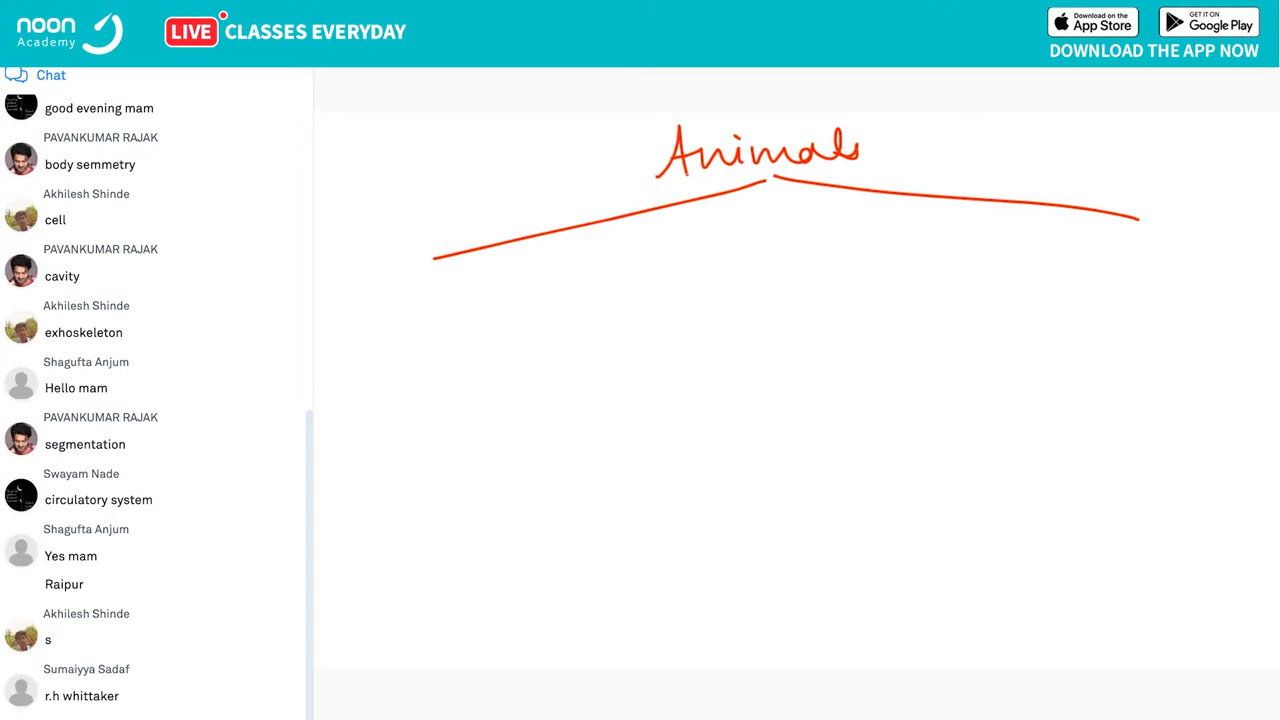 noon
Academy
LIVE CLASSES EVERYDAY
Download on the
App Store
GET IT ON
Google Play
DOWNLOAD THE APP NOW
Chat
good evening mam
PAVANKUMAR RAJAK
body semmetry
Akhilesh Shinde
cell
PAVANKUMAR RAJAK
cavity
Akhilesh Shinde
exhoskeleton
Shagufta Anjum
Hello mam
PAVANKUMAR RAJAK
segmentation
Swayam Nade
circulatory system
Shagufta Anjum
Yes mam
Raipur
Akhilesh Shinde
s
Sumaiyya Sadaf
r.h whittaker
Animals